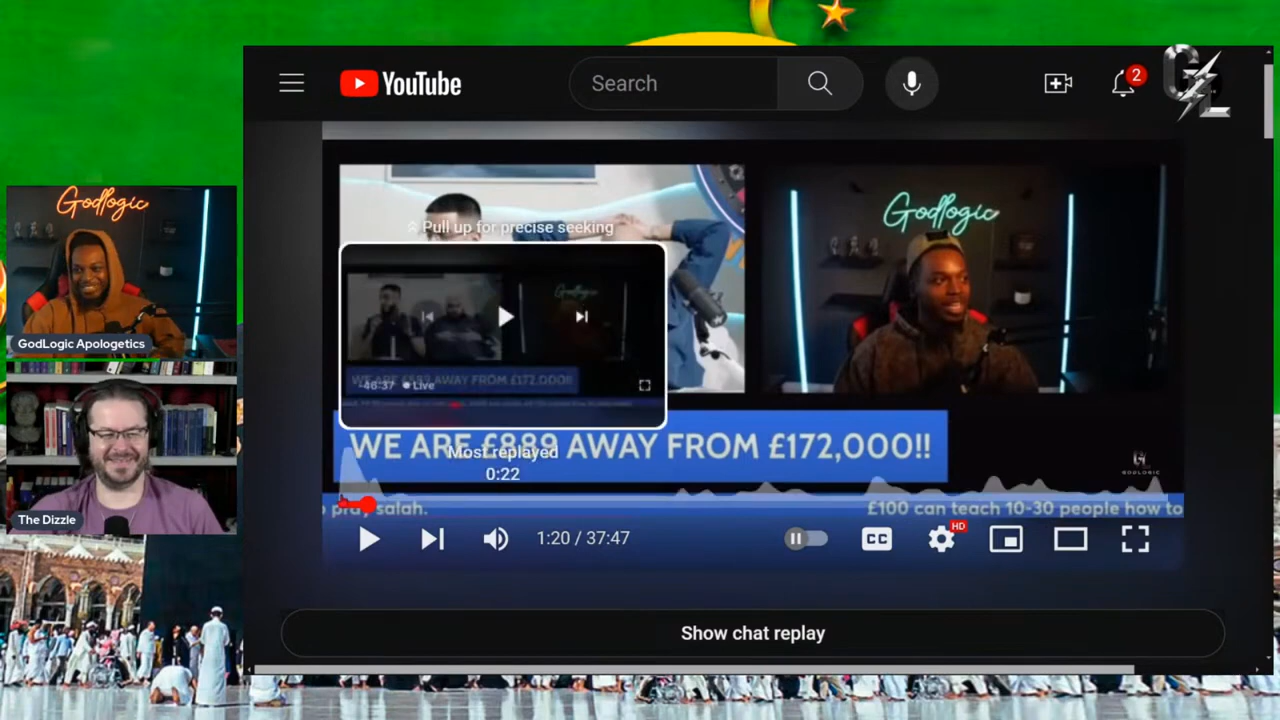 YouTube
Search
2
GL
Godlogic
GodLogic Apologetics
The Dizzle
Pull up for precise seeking
Godlogic
-46:37 ● Live
WE ARE £889 AWAY FROM £172,000!!
Most replayed
0:22
GODLOGIC
pray salah.
£100 can teach 10-30 people how to
1:20 / 37:47
CC
HD
Show chat replay